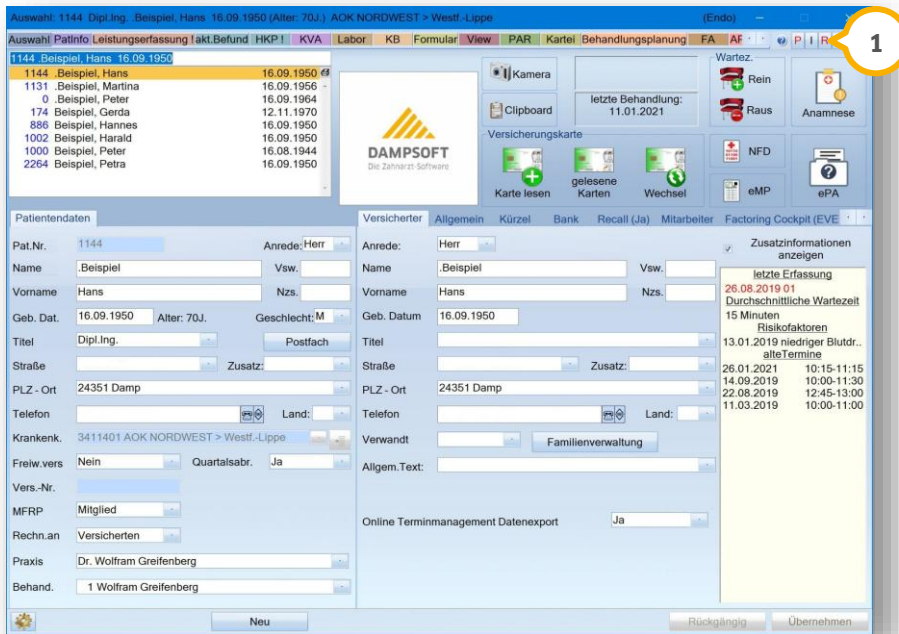 Auswahl: 1144 Dipl.Ing. .Beispiel, Hans 16.09.1950 (Alter: 70J.) AOK NORDWEST > Westf.-Lippe (Endo)
Auswahl PatInfo Leistungserfassung ! akt.Befund HKP ! KVA Labor KB Formular View PAR Kartei Behandlungsplanung FA AF P I R
1
1144 .Beispiel, Hans 16.09.1950
1144 .Beispiel, Hans 16.09.1950
1131 .Beispiel, Martina 16.09.1956
0 .Beispiel, Peter 16.09.1964
174 Beispiel, Gerda 12.11.1970
886 Beispiel, Hannes 16.09.1950
1002 Beispiel, Harald 16.09.1950
1000 Beispiel, Peter 16.08.1944
2264 Beispiel, Petra 16.09.1950
DAMPSOFT
Die Zahnarzt-Software
Kamera
Clipboard
letzte Behandlung:
11.01.2021
Versicherungskarte
Karte lesen
gelesene
Karten
Wechsel
Wartez.
Rein
Raus
NFD
eMP
Anamnese
ePA
Patientendaten
Pat.Nr. 1144 Anrede: Herr
Name .Beispiel Vsw.
Vorname Hans Nzs.
Geb. Dat. 16.09.1950 Alter: 70J. Geschlecht: M
Titel Dipl.Ing. Postfach
Straße Zusatz:
PLZ - Ort 24351 Damp
Telefon Land:
Krankenk. 3411401 AOK NORDWEST > Westf.-Lippe
Freiw.vers Nein Quartalsabr. Ja
Vers.-Nr.
MFRP Mitglied
Rechn.an Versicherten
Praxis Dr. Wolfram Greifenberg
Behand. 1 Wolfram Greifenberg
Versicherter Allgemein Kürzel Bank Recall (Ja) Mitarbeiter Factoring Cockpit (EVE
Anrede: Herr
Name .Beispiel Vsw.
Vorname Hans Nzs.
Geb. Datum 16.09.1950
Titel
Straße Zusatz:
PLZ - Ort 24351 Damp
Telefon Land:
Verwandt Familienverwaltung
Allgem.Text:
Online Terminmanagement Datenexport Ja
Zusatzinformationen
anzeigen
letzte Erfassung
26.08.2019 01
Durchschnittliche Wartezeit
15 Minuten
Risikofaktoren
13.01.2019 niedriger Blutdr..
alteTermine
26.01.2021 10:15-11:15
14.09.2019 10:00-11:30
22.08.2019 12:45-13:00
11.03.2019 10:00-11:00
Neu Rückgängig Übernehmen